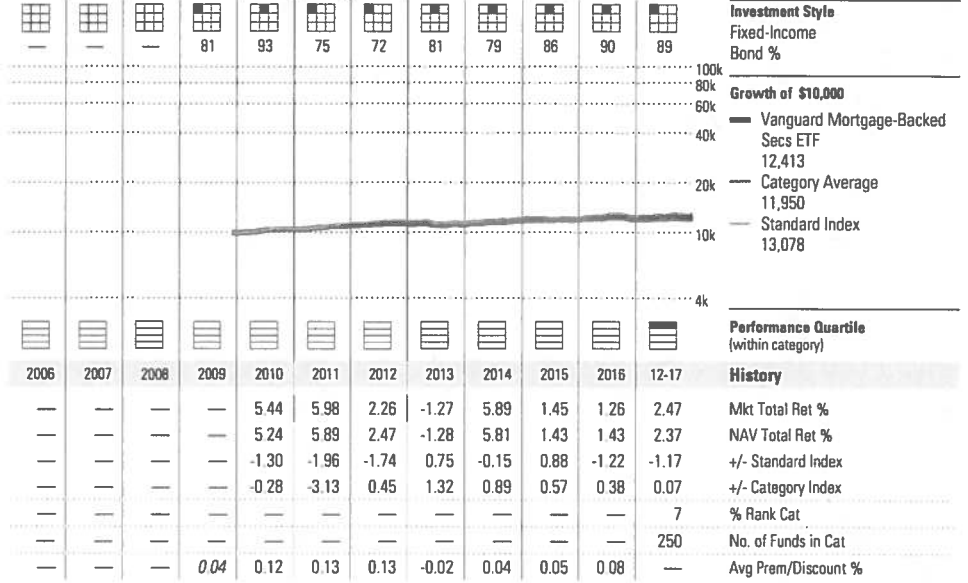 — — — 81 93 75 72 81 79 86 90 89
Investment Style
Fixed-Income
Bond %
100k
80k
60k
40k
20k
10k
4k
Growth of $10,000
Vanguard Mortgage-Backed
Secs ETF
12,413
Category Average
11,950
Standard Index
13,078
Performance Quartile
(within category)
2006 2007 2008 2009 2010 2011 2012 2013 2014 2015 2016 12-17 History
— — — — 5.44 5.98 2.26 -1.27 5.89 1.45 1.26 2.47 Mkt Total Ret %
— — — — 5.24 5.89 2.47 -1.28 5.81 1.43 1.43 2.37 NAV Total Ret %
— — — — -1.30 -1.96 -1.74 0.75 -0.15 0.88 -1.22 -1.17 +/- Standard Index
— — — — -0.28 -3.13 0.45 1.32 0.89 0.57 0.38 0.07 +/- Category Index
— — — — — — — — — — — 7 % Rank Cat
— — — — — — — — — — — 250 No. of Funds in Cat
— — — 0.04 0.12 0.13 0.13 -0.02 0.04 0.05 0 08 — Avg Prem/Discount %